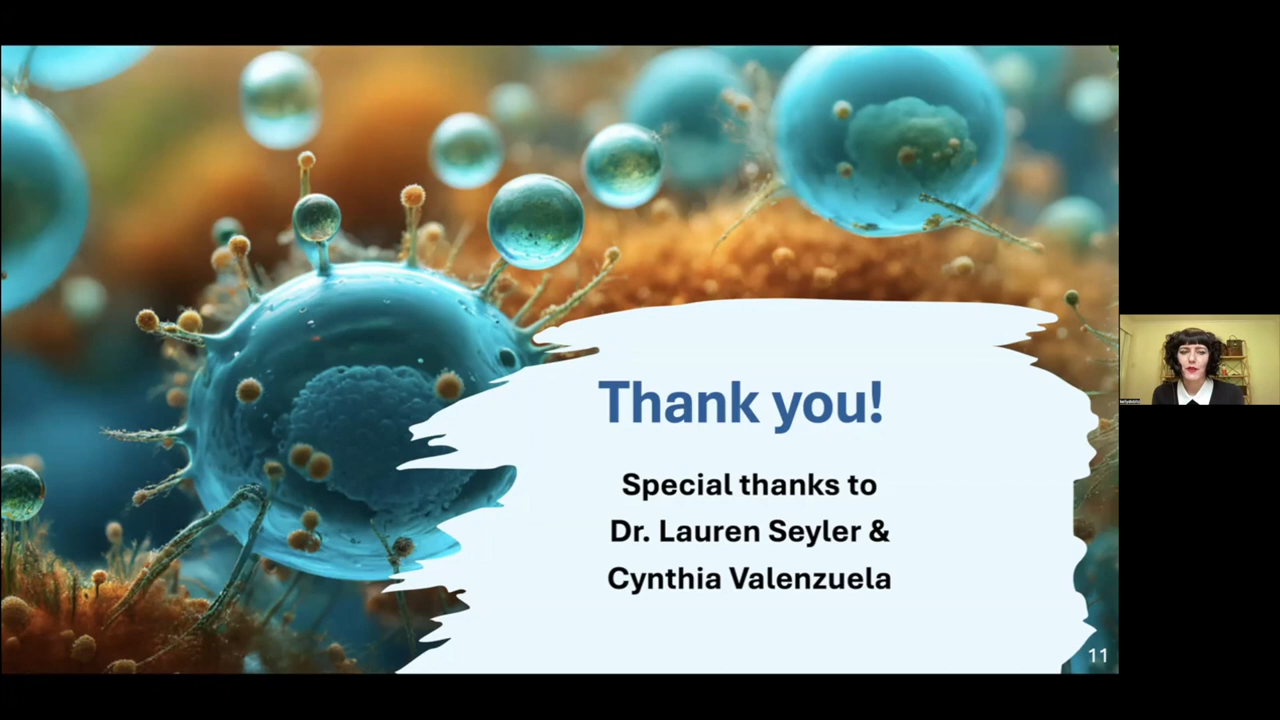 Thank you!
Special thanks to
Dr. Lauren Seyler &
Cynthia Valenzuela
11